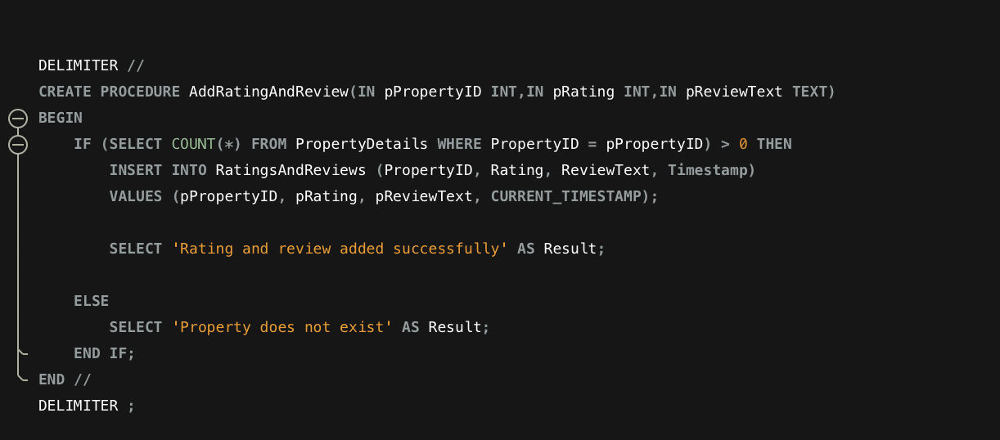 DELIMITER //
CREATE PROCEDURE AddRatingAndReview(IN pPropertyID INT,IN pRating INT,IN pReviewText TEXT)
BEGIN
    IF (SELECT COUNT(*) FROM PropertyDetails WHERE PropertyID = pPropertyID) > 0 THEN
        INSERT INTO RatingsAndReviews (PropertyID, Rating, ReviewText, Timestamp)
        VALUES (pPropertyID, pRating, pReviewText, CURRENT_TIMESTAMP);
        SELECT 'Rating and review added successfully' AS Result;
    ELSE
        SELECT 'Property does not exist' AS Result;
    END IF;
END //
DELIMITER ;